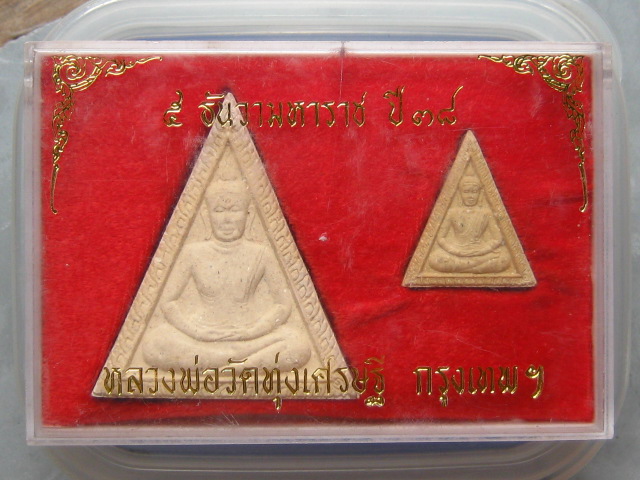 ๕ ธันวามหาราช ปี ๓๘
หลวงพ่อวัดทุ่งเศรษฐี กรุงเทพฯ